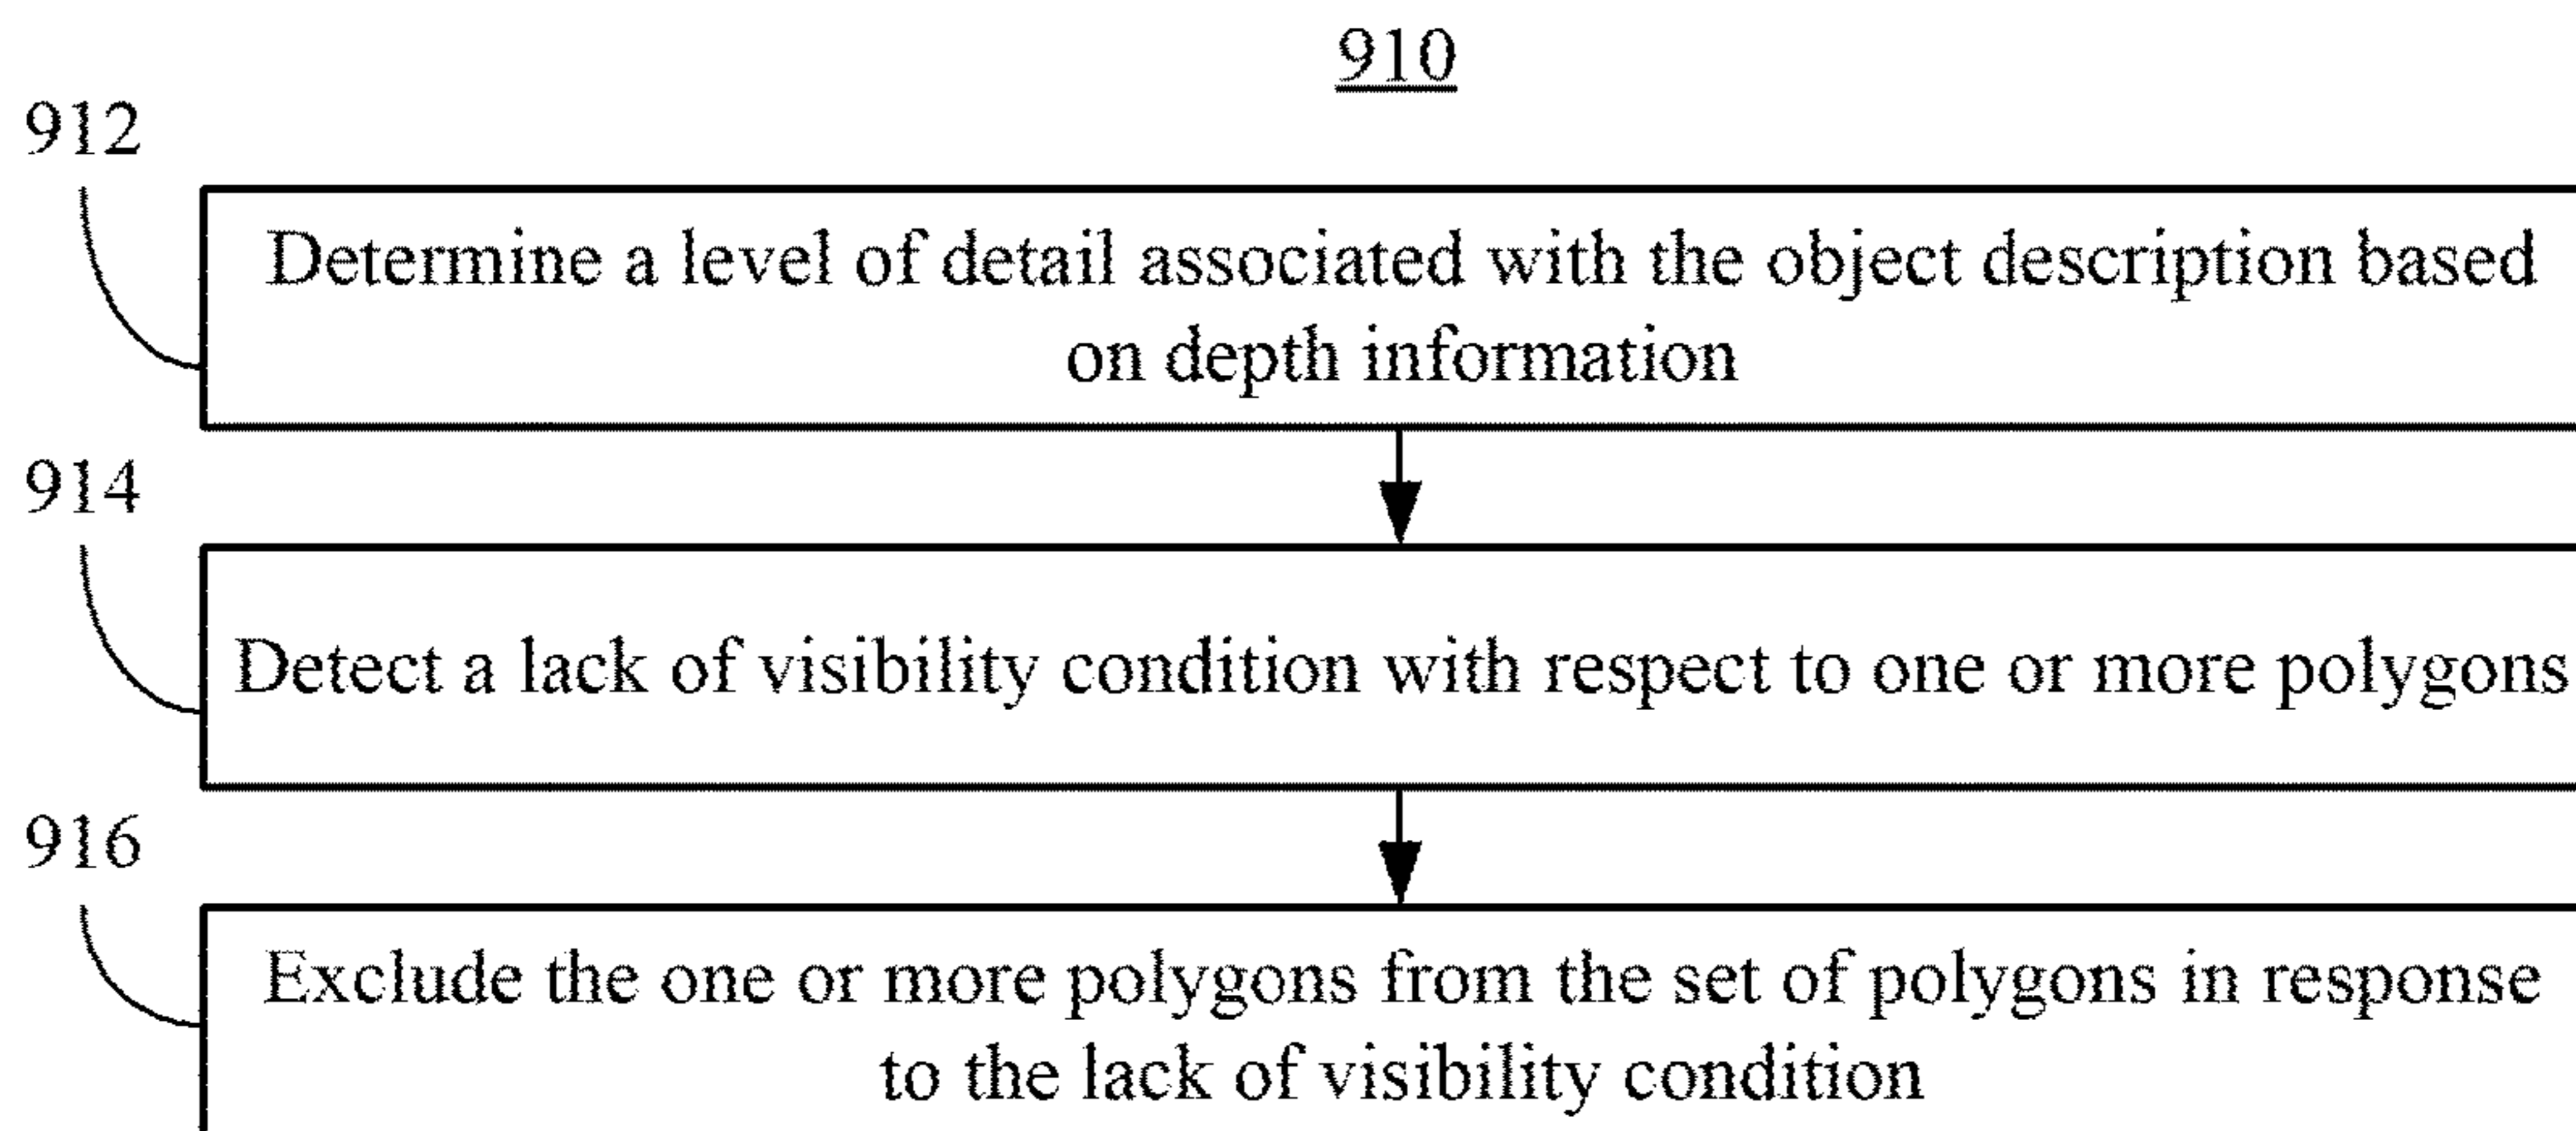 910
912
Determine a level of detail associated with the object description based
on depth information
914
Detect a lack of visibility condition with respect to one or more polygons
916
Exclude the one or more polygons from the set of polygons in response
to the lack of visibility condition